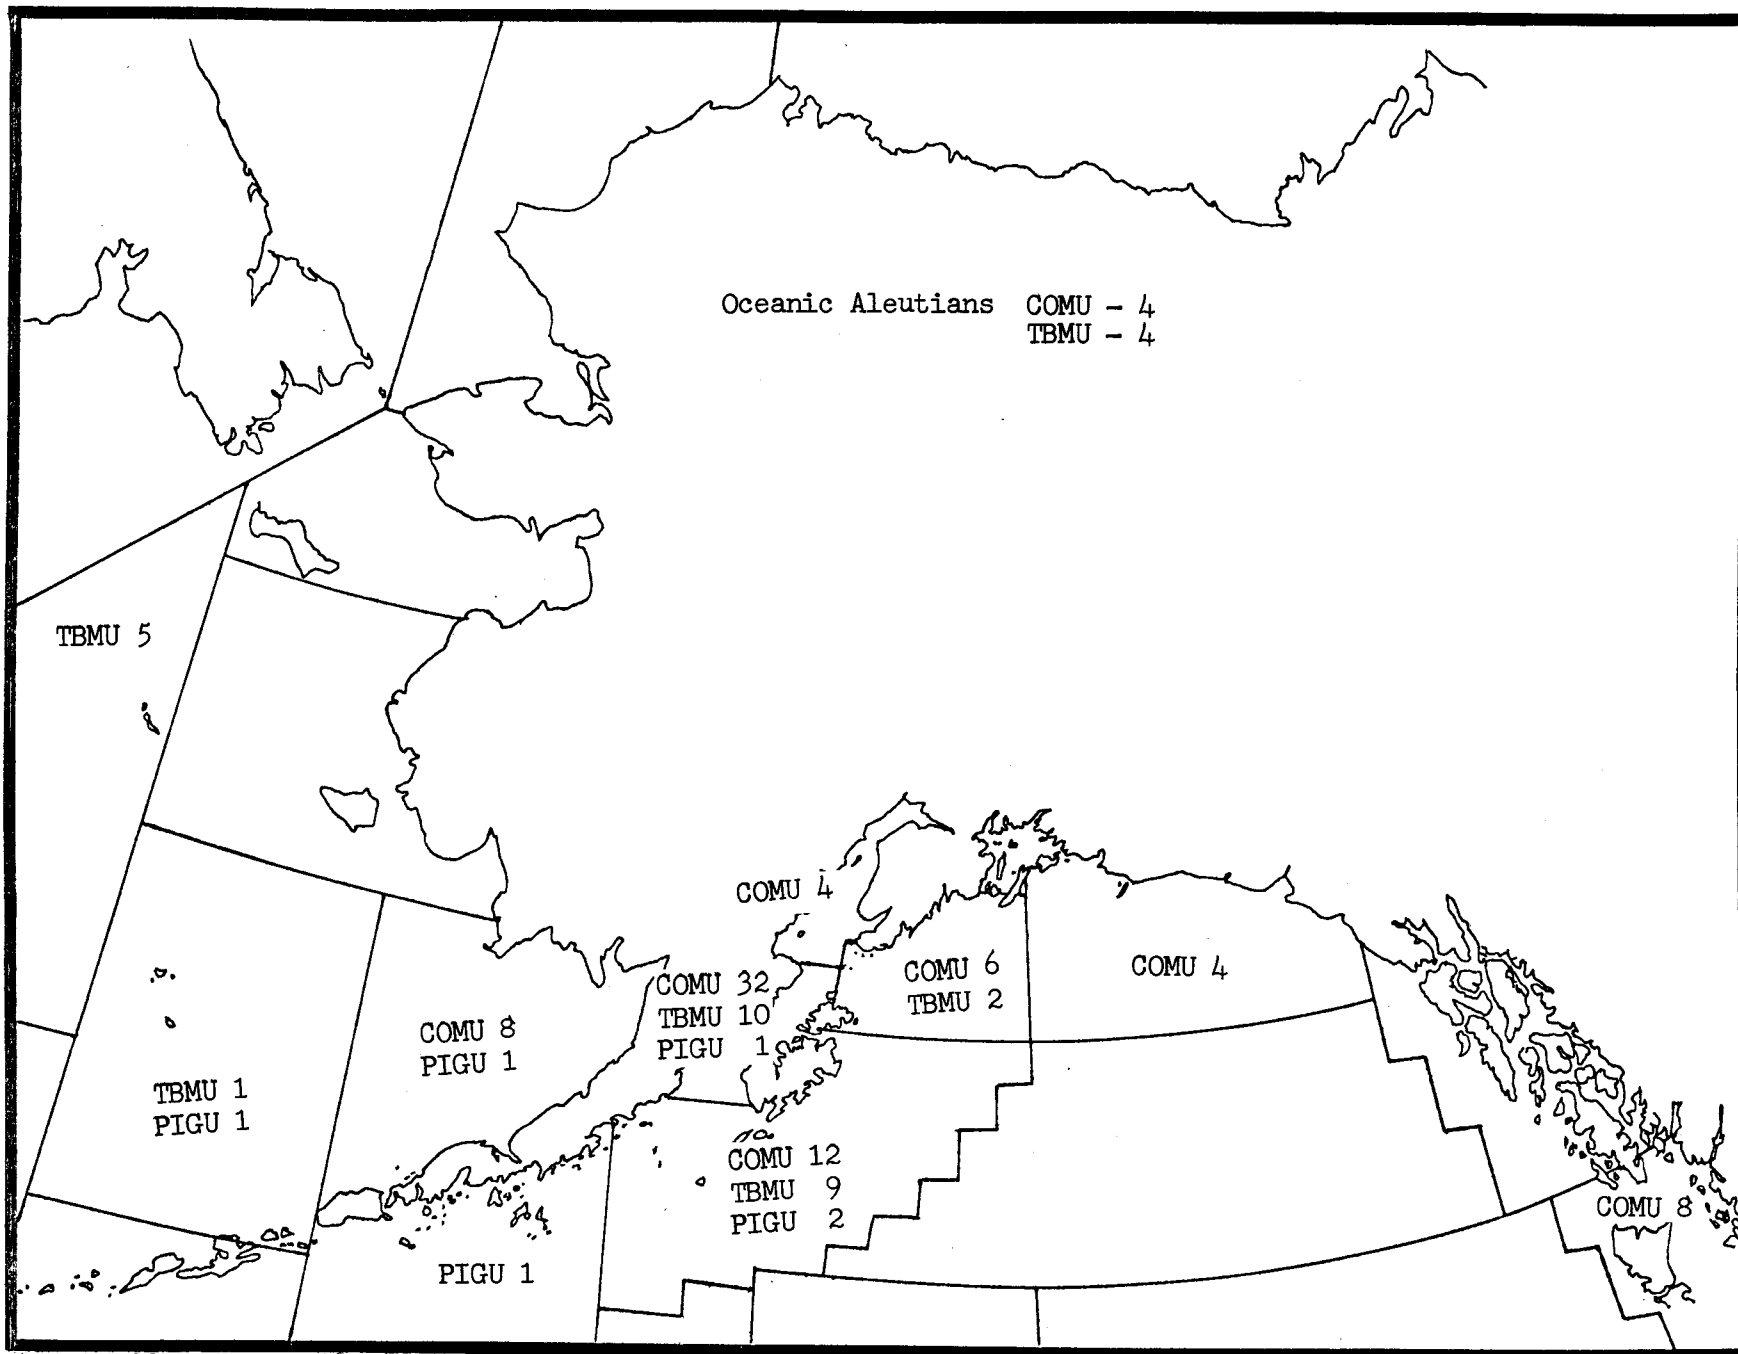 Oceanic Aleutians COMU - 4
TBMU - 4
TBMU 5
COMU 4
COMU 6
TBMU 2
COMU 4
COMU 32
TBMU 10
PIGU 1
COMU 8
PIGU 1
TBMU 1
PIGU 1
COMU 12
TBMU 9
PIGU 2
COMU 8
PIGU 1